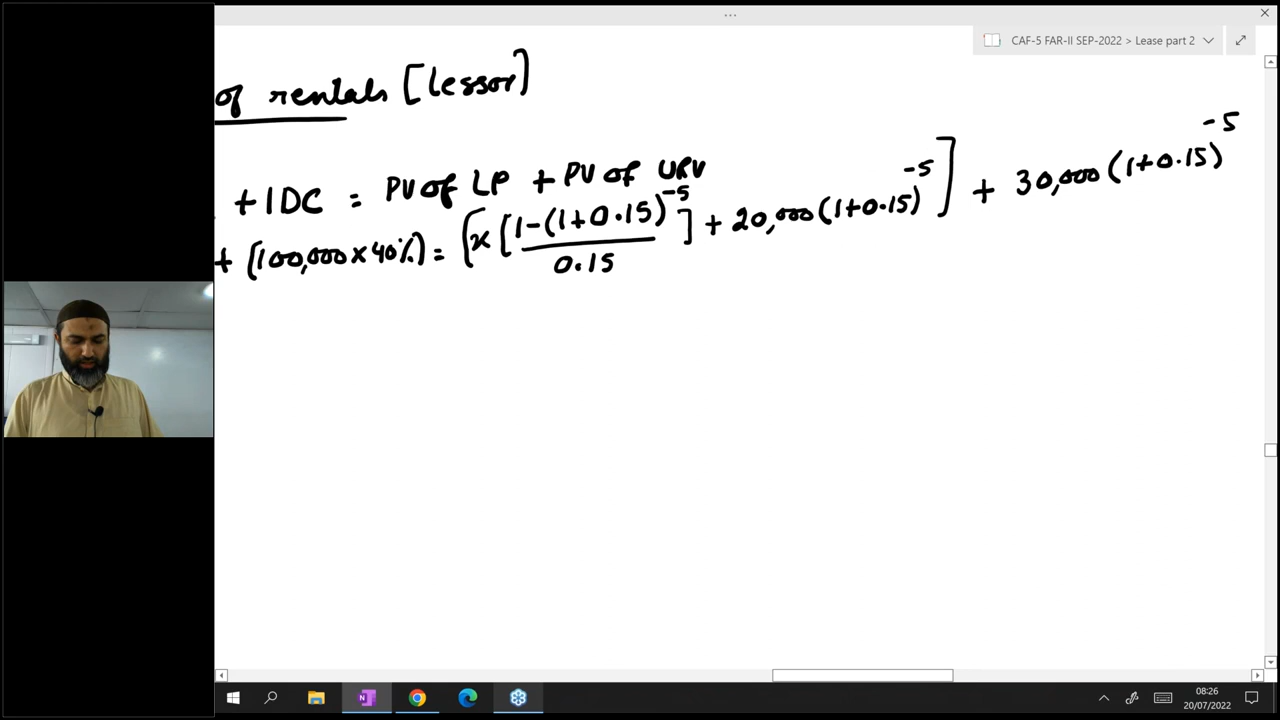 CAF-5 FAR-II SEP-2022 > Lease part 2
of rentals [lessor]
+ IDC = PV of LP + PV of URV
+ (100,000 x 40%) = [x [1-(1+0.15)^-5 / 0.15] + 20,000 (1+0.15)^-5] + 30,000 (1+0.15)^-5
08:26
20/07/2022